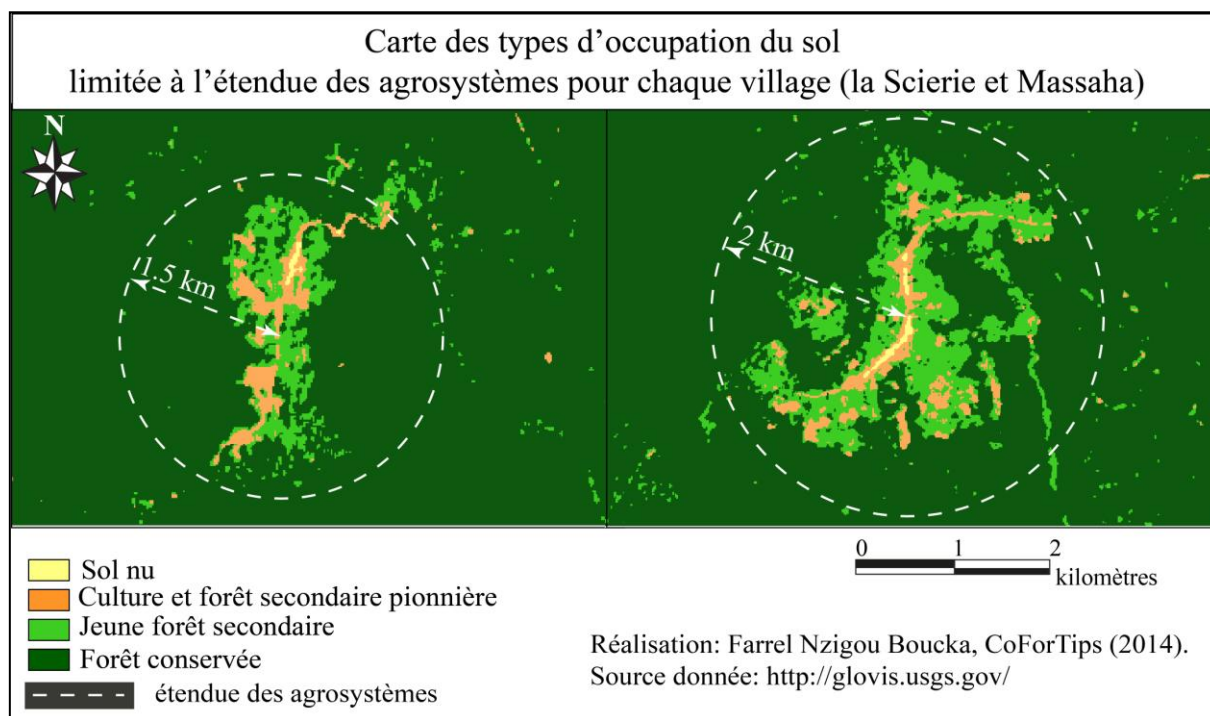 Carte des types d’occupation du sol
limitée à l’étendue des agrosystèmes pour chaque village (la Scierie et Massaha)
N
1.5 km
2 km
0 1 2
kilomètres
Sol nu
Culture et forêt secondaire pionnière
Jeune forêt secondaire
Forêt conservée
étendue des agrosystèmes
Réalisation: Farrel Nzigou Boucka, CoForTips (2014).
Source donnée: http://glovis.usgs.gov/